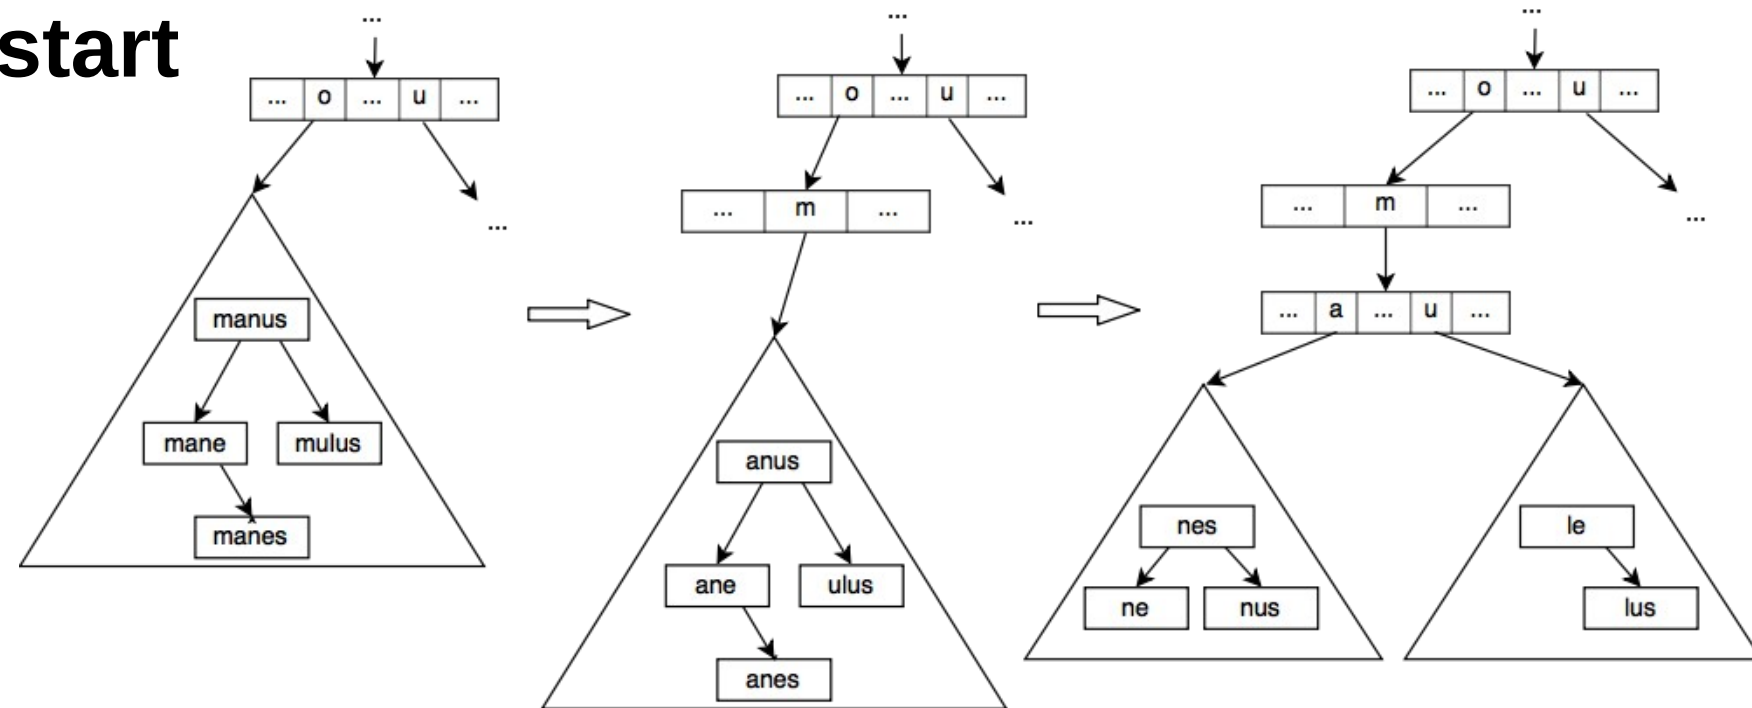 start
...
... o ... u ...
...
manus
mane mulus
manes
...
... o ... u ...
... m ...
...
anus
ane ulus
anes
...
... o ... u ...
... m ...
...
... a ... u ...
nes
ne nus
le
lus